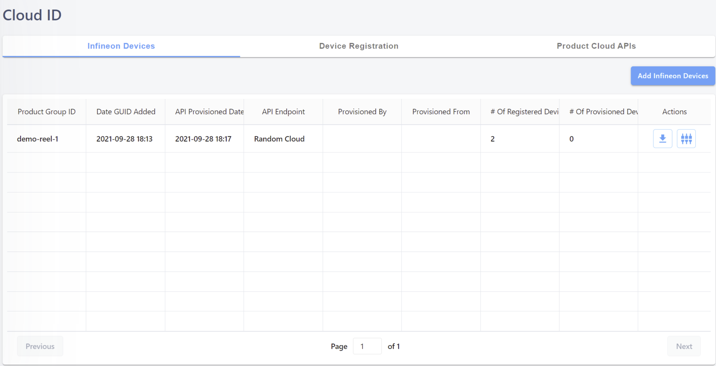 Cloud ID
Infineon Devices Device Registration Product Cloud APIs
Add Infineon Devices
Product Group ID Date GUID Added API Provisioned Date API Endpoint Provisioned By Provisioned From # Of Registered Devi # Of Provisioned Dev Actions
demo-reel-1 2021-09-28 18:13 2021-09-28 18:17 Random Cloud 2 0
Previous Page 1 of 1 Next